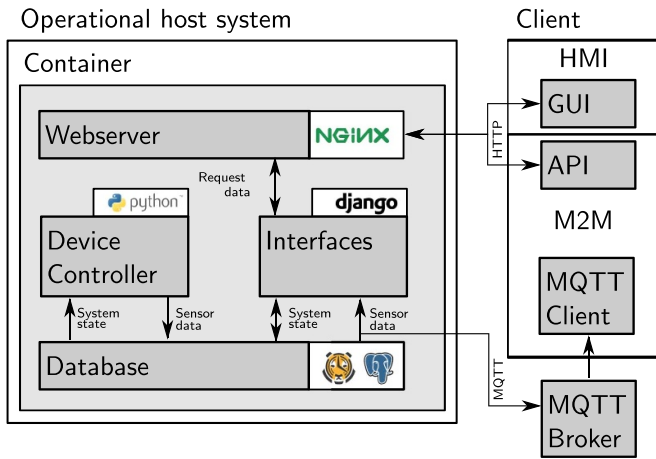 Operational host system
Client
Container
HMI
GUI
Webserver
NGiNX
HTTP
API
Request
data
python™
django
M2M
Device
Controller
Interfaces
MQTT
Client
System
state
Sensor
data
System
state
Sensor
data
Database
MQTT
MQTT
Broker